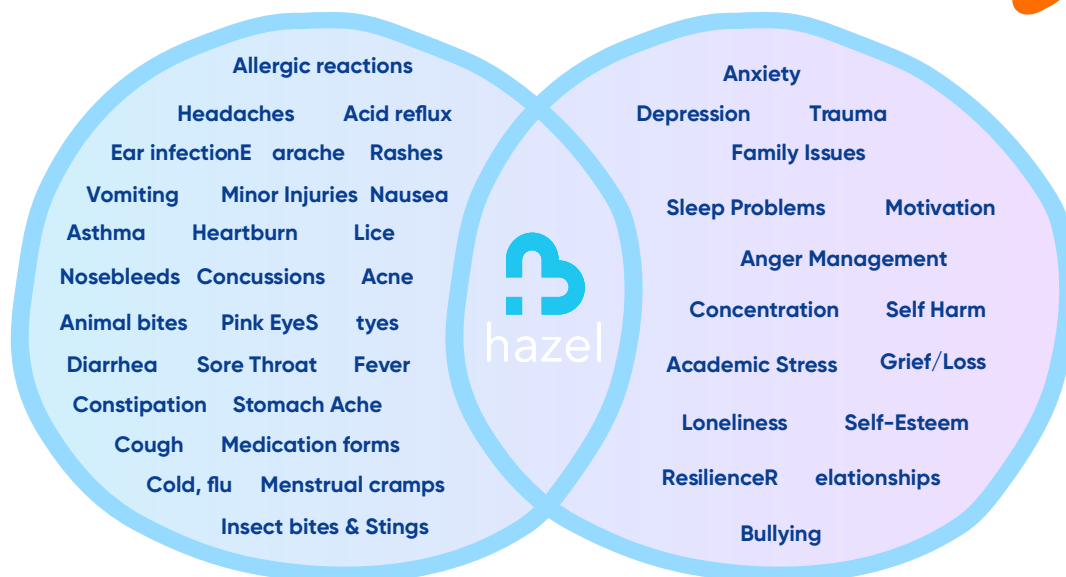 Allergic reactions
Headaches Acid reflux
Ear infectionE arache Rashes
Vomiting Minor Injuries Nausea
Asthma Heartburn Lice
Nosebleeds Concussions Acne
Animal bites Pink EyeS tyes
Diarrhea Sore Throat Fever
Constipation Stomach Ache
Cough Medication forms
Cold, flu Menstrual cramps
Insect bites & Stings
hazel
Anxiety
Depression Trauma
Family Issues
Sleep Problems Motivation
Anger Management
Concentration Self Harm
Academic Stress Grief/Loss
Loneliness Self-Esteem
ResilienceR elationships
Bullying